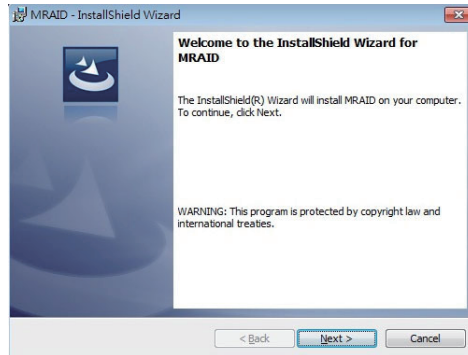 MRAID - InstallShield Wizard
Welcome to the InstallShield Wizard for
MRAID
The InstallShield(R) Wizard will install MRAID on your computer.
To continue, click Next.
WARNING: This program is protected by copyright law and
international treaties.
< Back
Next >
Cancel